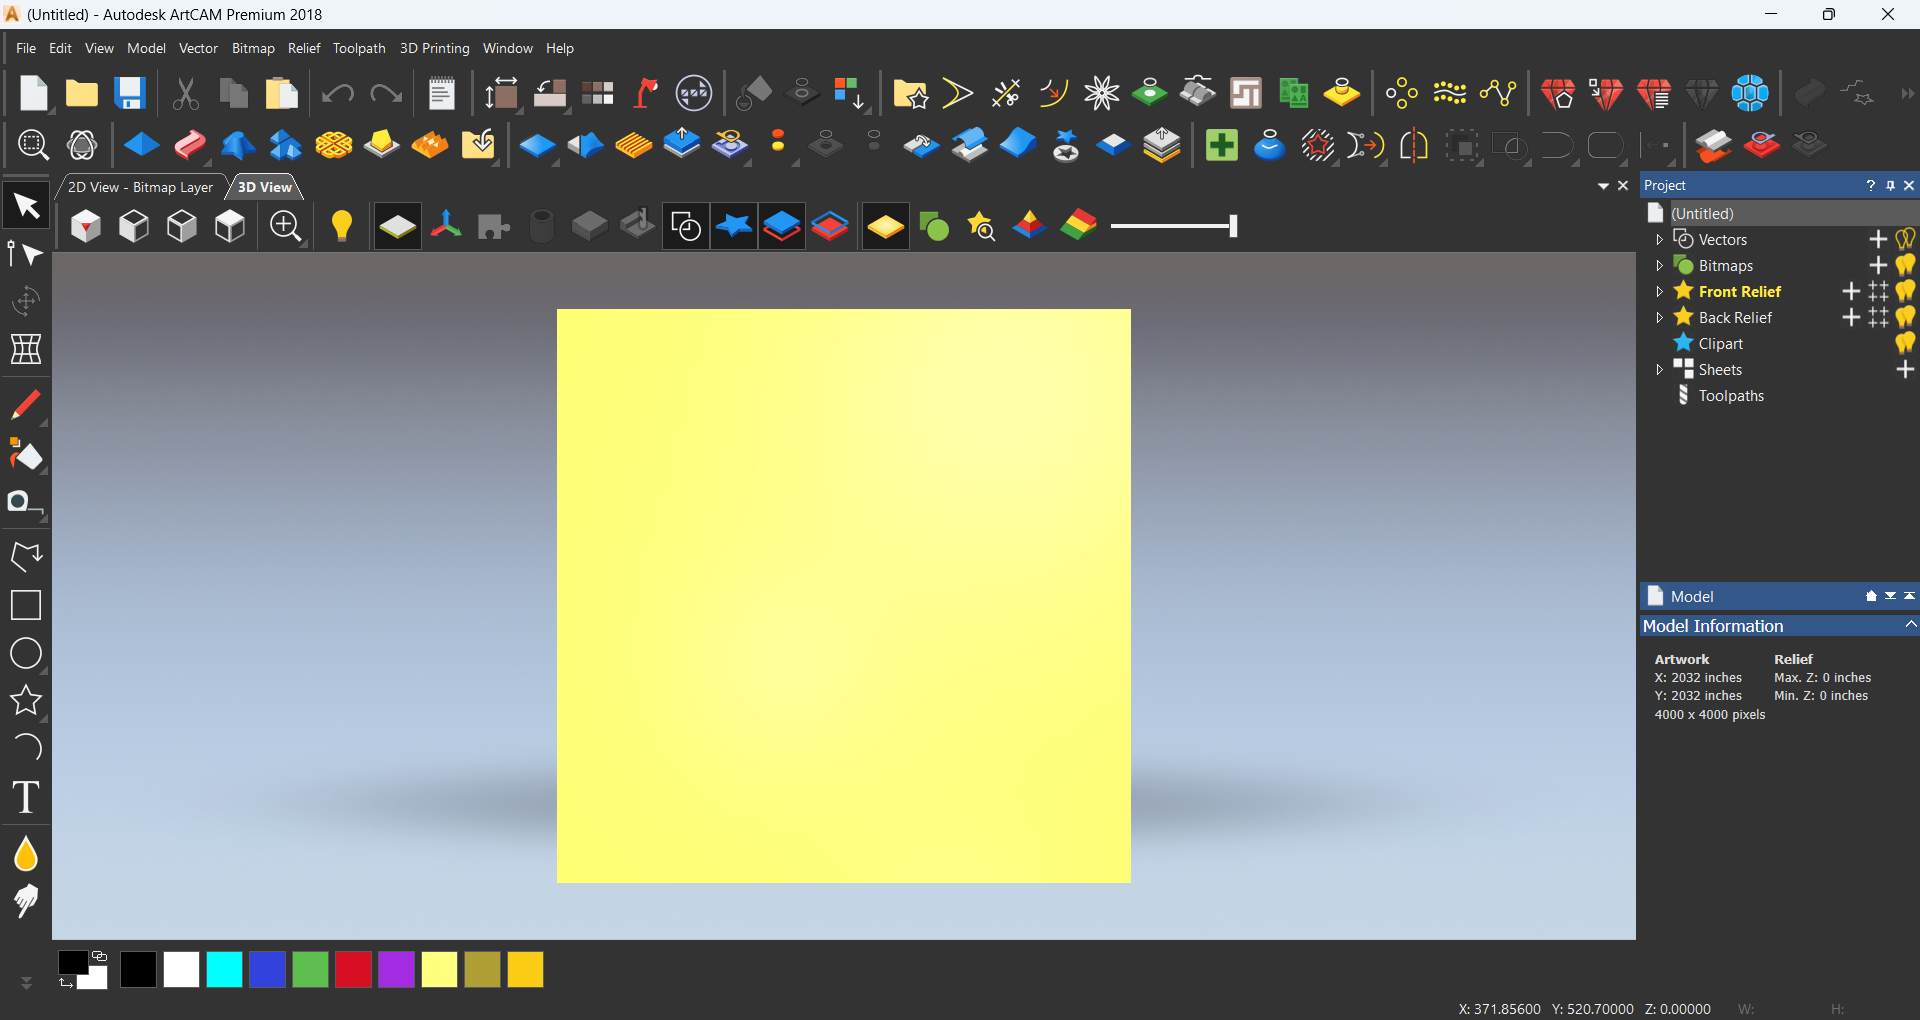 (Untitled) - Autodesk ArtCAM Premium 2018
File Edit View Model Vector Bitmap Relief Toolpath 3D Printing Window Help
2D View - Bitmap Layer 3D View
Project
(Untitled)
Vectors
Bitmaps
Front Relief
Back Relief
Clipart
Sheets
Toolpaths
Model
Model Information
Artwork Relief
X: 2032 inches Max. Z: 0 inches
Y: 2032 inches Min. Z: 0 inches
4000 x 4000 pixels
X: 371.85600 Y: 520.70000 Z: 0.00000 W: H: